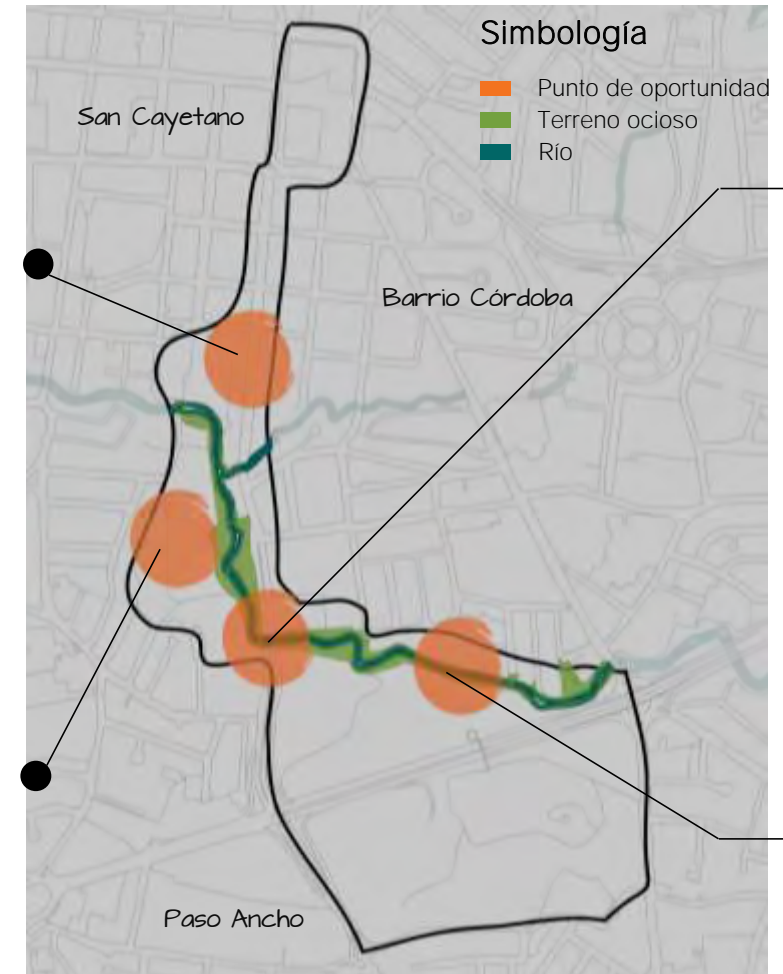 Simbología
Punto de oportunidad
Terreno ocioso
Río
San Cayetano
Barrio Córdoba
Paso Ancho